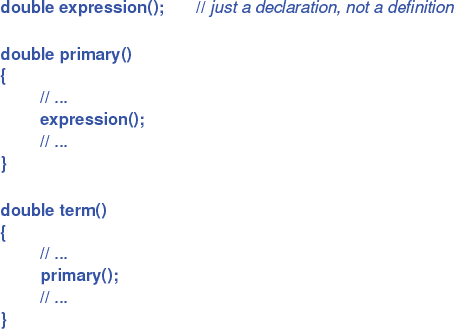 double expression();      // just a declaration, not a definition
double primary()
{
        // ...
        expression();
        // ...
}
double term()
{
        // ...
        primary();
        // ...
}